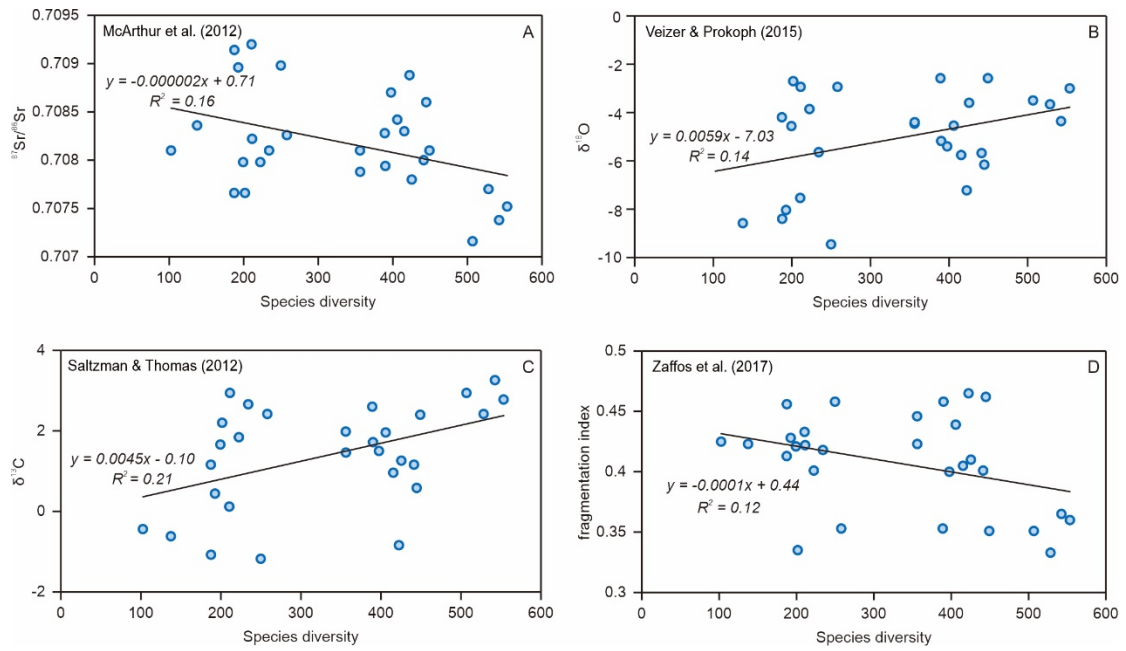 McArthur et al. (2012)
A
y = -0.000002x + 0.71
R² = 0.16
⁸⁷Sr/⁸⁶Sr
0.7095
0.709
0.7085
0.708
0.7075
0.707
0 100 200 300 400 500 600
Species diversity
Veizer & Prokoph (2015)
B
y = 0.0059x - 7.03
R² = 0.14
δ¹⁸O
0
-2
-4
-6
-8
-10
0 100 200 300 400 500 600
Species diversity
Saltzman & Thomas (2012)
C
y = 0.0045x - 0.10
R² = 0.21
δ¹³C
4
2
0
-2
0 100 200 300 400 500 600
Species diversity
Zaffos et al. (2017)
D
y = -0.0001x + 0.44
R² = 0.12
fragmentation index
0.5
0.45
0.4
0.35
0.3
0 100 200 300 400 500 600
Species diversity